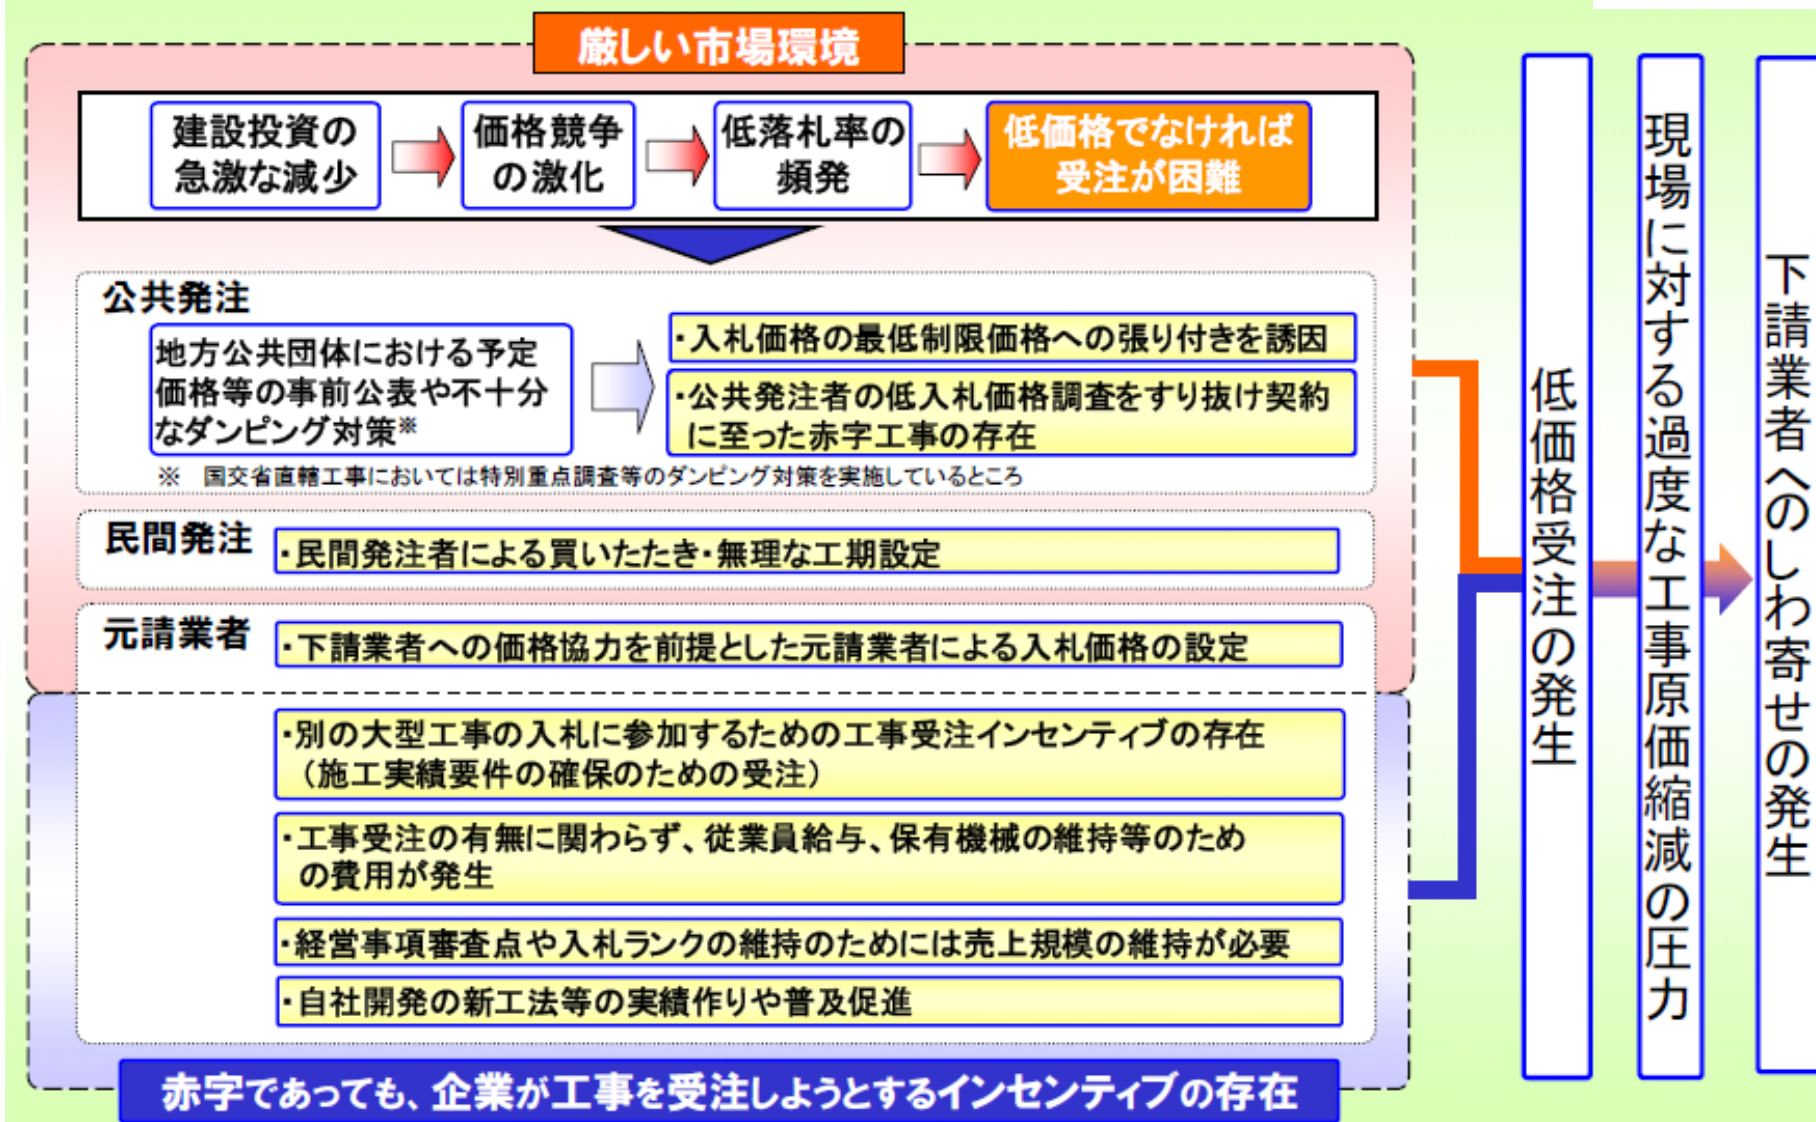 厳しい市場環境
建設投資の
急激な減少
価格競争
の激化
低落札率の
頻発
低価格でなければ
受注が困難
公共発注
地方公共団体における予定
価格等の事前公表や不十分
なダンピング対策※
・入札価格の最低制限価格への張り付きを誘因
・公共発注者の低入札価格調査をすり抜け契約
に至った赤字工事の存在
※　国交省直轄工事においては特別重点調査等のダンピング対策を実施しているところ
民間発注
・民間発注者による買いたたき・無理な工期設定
元請業者
・下請業者への価格協力を前提とした元請業者による入札価格の設定
・別の大型工事の入札に参加するための工事受注インセンティブの存在
（施工実績要件の確保のための受注）
・工事受注の有無に関わらず、従業員給与、保有機械の維持等のため
の費用が発生
・経営事項審査点や入札ランクの維持のためには売上規模の維持が必要
・自社開発の新工法等の実績作りや普及促進
赤字であっても、企業が工事を受注しようとするインセンティブの存在
低価格受注の発生
現場に対する過度な工事原価縮減の圧力
下請業者へのしわ寄せの発生